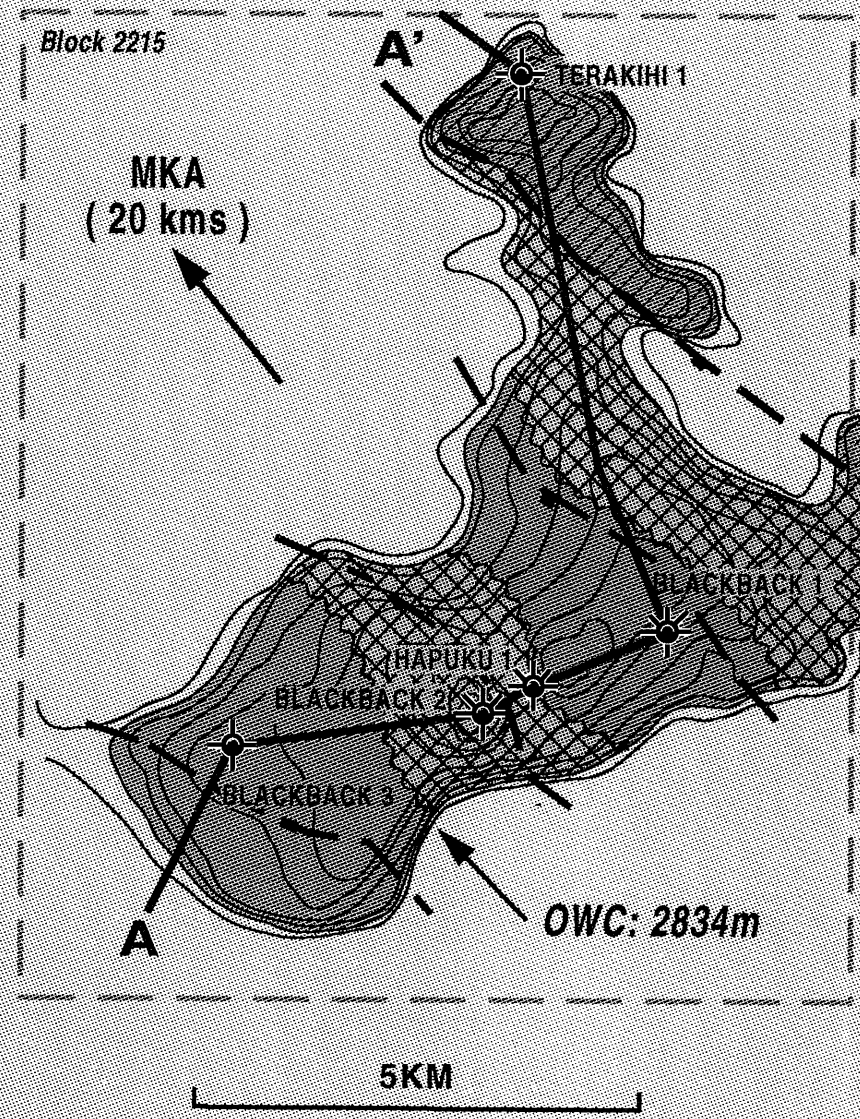 Block 2215
A'
TERAKIHI 1
MKA
( 20 kms )
BLACKBACK 1
HAPUKU 1
BLACKBACK 2
BLACKBACK 3
A
OWC: 2834m
5KM